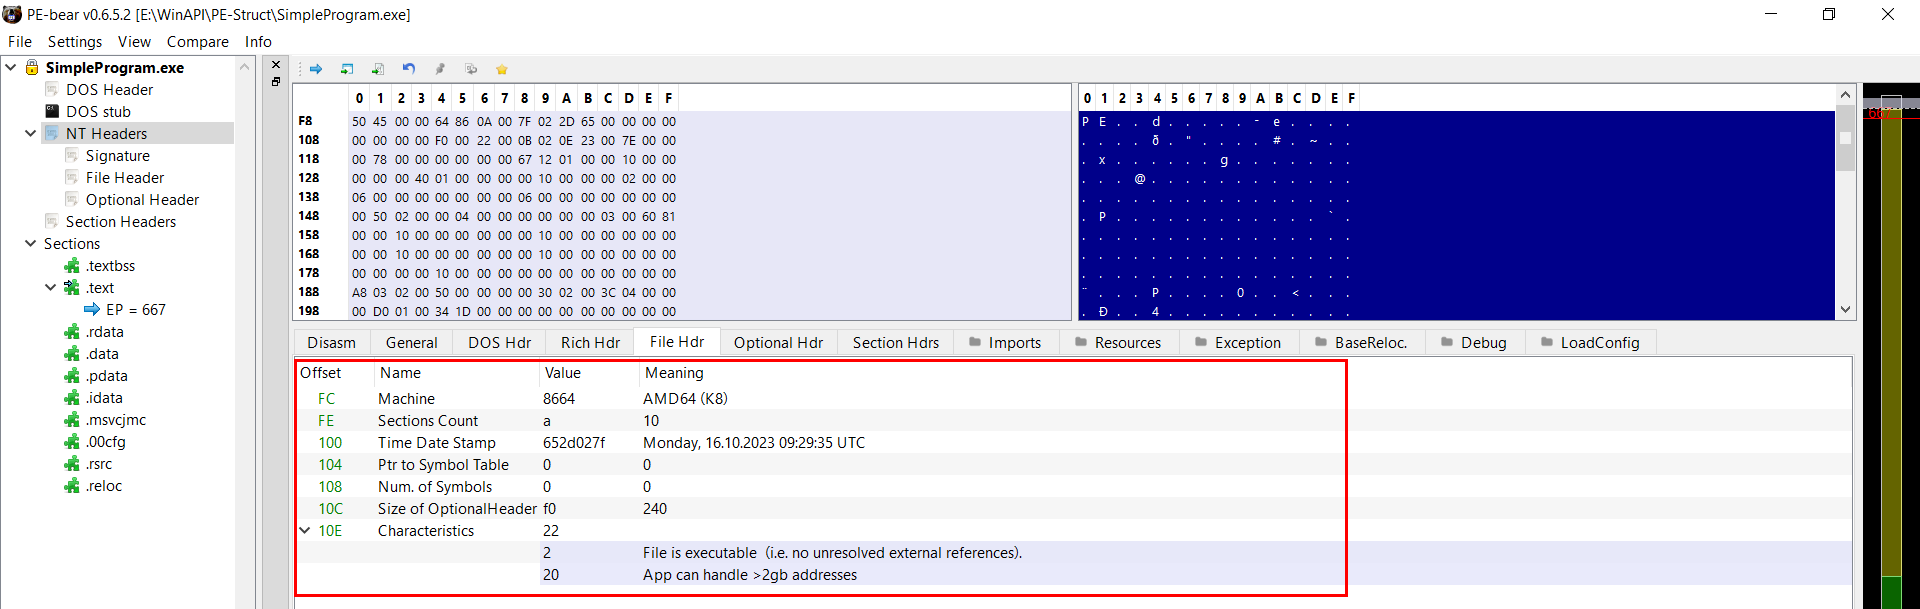 PE-bear v0.6.5.2 [E:\WinAPI\PE-Struct\SimpleProgram.exe]
File Settings View Compare Info
SimpleProgram.exe
DOS Header
DOS stub
NT Headers
Signature
File Header
Optional Header
Section Headers
Sections
.textbss
.text
EP = 667
.rdata
.data
.pdata
.idata
.msvcjmc
.00cfg
.rsrc
.reloc
0 1 2 3 4 5 6 7 8 9 A B C D E F
F8 50 45 00 00 64 86 0A 00 7F 02 2D 65 00 00 00 00
108 00 00 00 00 F0 00 22 00 0B 02 0E 23 00 7E 00 00
118 00 78 00 00 00 00 00 00 67 12 01 00 00 10 00 00
128 00 00 00 40 01 00 00 00 00 10 00 00 00 02 00 00
138 06 00 00 00 00 00 00 00 06 00 00 00 00 00 00 00
148 00 50 02 00 00 04 00 00 00 00 00 00 03 00 60 81
158 00 00 10 00 00 00 00 00 00 10 00 00 00 00 00 00
168 00 00 10 00 00 00 00 00 00 10 00 00 00 00 00 00
178 00 00 00 00 10 00 00 00 00 00 00 00 00 00 00 00
188 A8 03 02 00 50 00 00 00 00 30 02 00 3C 04 00 00
198 00 D0 01 00 34 1D 00 00 00 00 00 00 00 00 00 00
0 1 2 3 4 5 6 7 8 9 A B C D E F
P E . . d . . . . . - e . . . .
. . . . ð . " . . . . # . ~ . .
. x . . . . . . g . . . . . . .
. . . @ . . . . . . . . . . . .
. . . . . . . . . . . . . . . .
. P . . . . . . . . . . . . ` .
. . . . . . . . . . . . . . . .
. . . . . . . . . . . . . . . .
. . . . . . . . . . . . . . . .
¨ . . . P . . . . 0 . . < . . .
. Ð . . 4 . . . . . . . . . . .
Disasm General DOS Hdr Rich Hdr File Hdr Optional Hdr Section Hdrs Imports Resources Exception BaseReloc. Debug LoadConfig
Offset Name Value Meaning
FC Machine 8664 AMD64 (K8)
FE Sections Count a 10
100 Time Date Stamp 652d027f Monday, 16.10.2023 09:29:35 UTC
104 Ptr to Symbol Table 0 0
108 Num. of Symbols 0 0
10C Size of OptionalHeader f0 240
10E Characteristics 22
2 File is executable (i.e. no unresolved external references).
20 App can handle >2gb addresses